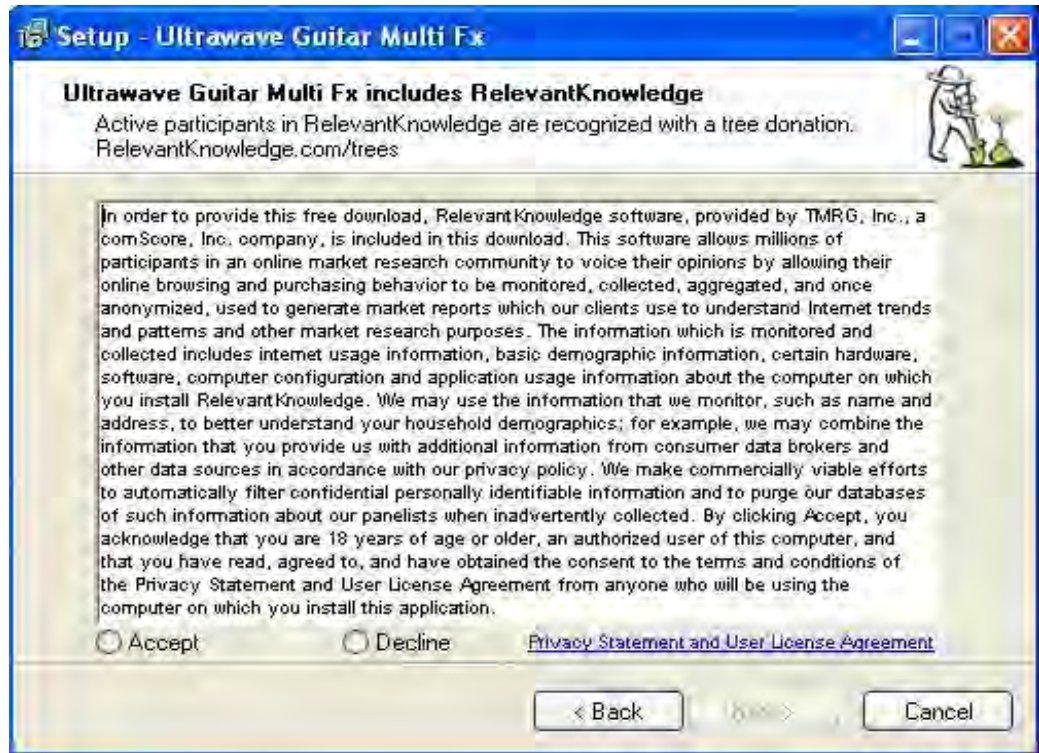 Setup - Ultrawave Guitar Multi Fx
Ultrawave Guitar Multi Fx includes RelevantKnowledge
Active participants in RelevantKnowledge are recognized with a tree donation.
RelevantKnowledge.com/trees
In order to provide this free download, RelevantKnowledge software, provided by TMRG, Inc., a
comScore, Inc. company, is included in this download. This software allows millions of
participants in an online market research community to voice their opinions by allowing their
online browsing and purchasing behavior to be monitored, collected, aggregated, and once
anonymized, used to generate market reports which our clients use to understand Internet trends
and patterns and other market research purposes. The information which is monitored and
collected includes internet usage information, basic demographic information, certain hardware,
software, computer configuration and application usage information about the computer on which
you install RelevantKnowledge. We may use the information that we monitor, such as name and
address, to better understand your household demographics; for example, we may combine the
information that you provide us with additional information from consumer data brokers and
other data sources in accordance with our privacy policy. We make commercially viable efforts
to automatically filter confidential personally identifiable information and to purge our databases
of such information about our panelists when inadvertently collected. By clicking Accept, you
acknowledge that you are 18 years of age or older, an authorized user of this computer, and
that you have read, agreed to, and have obtained the consent to the terms and conditions of
the Privacy Statement and User License Agreement from anyone who will be using the
computer on which you install this application.
Accept Decline Privacy Statement and User License Agreement
< Back Cancel